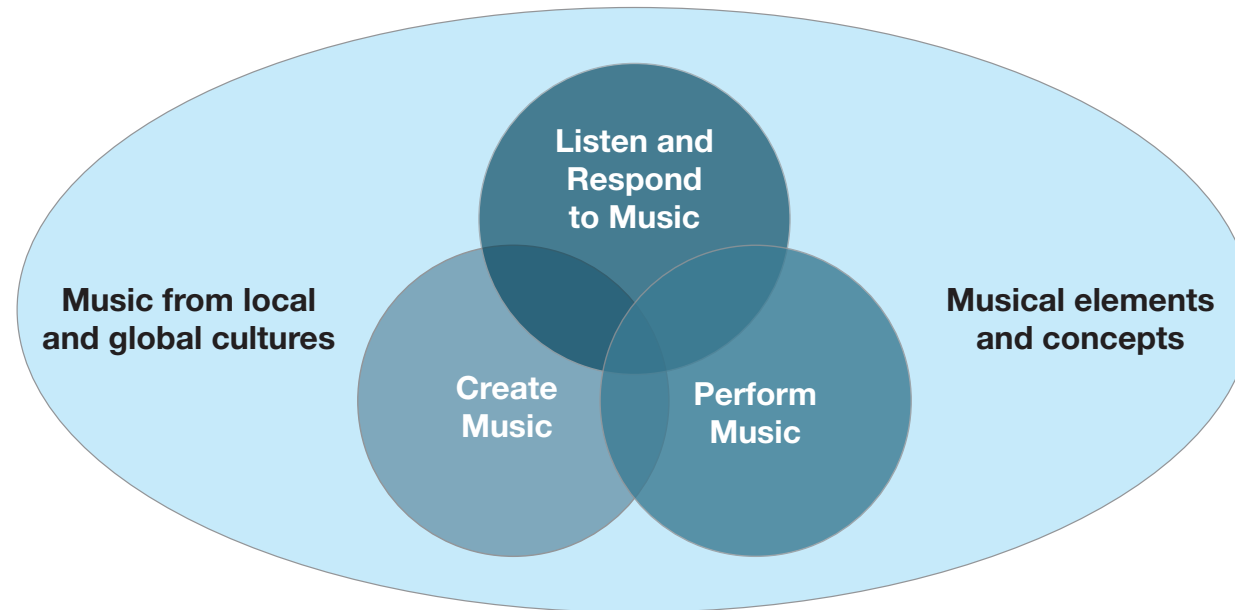 Listen and
Respond
to Music
Music from local
and global cultures
Musical elements
and concepts
Create
Music
Perform
Music